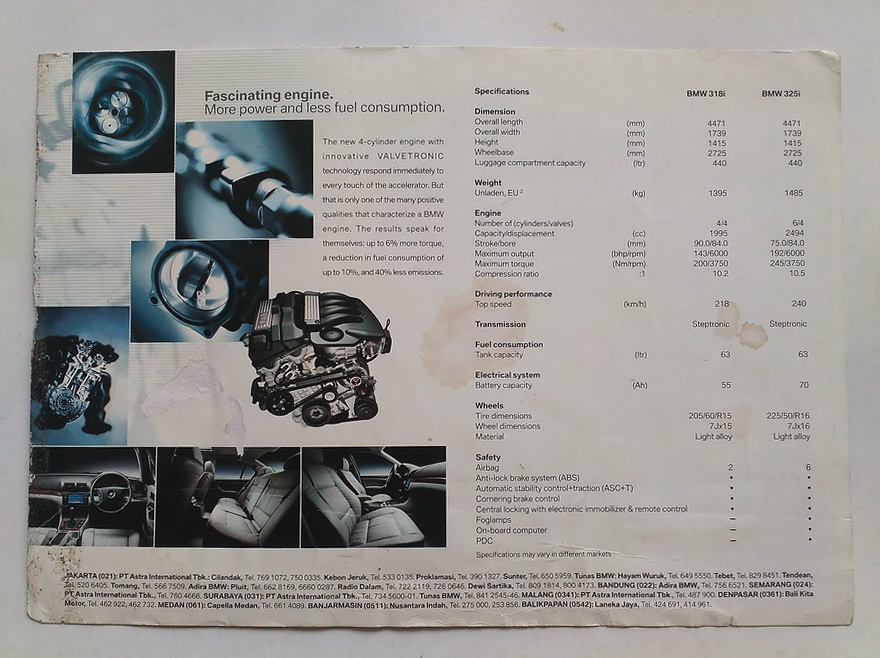 Fascinating engine.
More power and less fuel consumption.
The new 4-cylinder engine with
innovative VALVETRONIC
technology respond immediately to
every touch of the accelerator. But
that is only one of the many positive
qualities that characterize a BMW
engine. The results speak for
themselves: up to 6% more torque,
a reduction in fuel consumption of
up to 10%, and 40% less emissions.
Specifications BMW 318i BMW 325i
Dimension
Overall length (mm) 4471 4471
Overall width (mm) 1739 1739
Height (mm) 1415 1415
Wheelbase (mm) 2725 2725
Luggage compartment capacity (ltr) 440 440
Weight
Unladen, EU ² (kg) 1395 1485
Engine
Number of (cylinders/valves) 4/4 6/4
Capacity/displacement (cc) 1995 2494
Stroke/bore (mm) 90.0/84.0 75.0/84.0
Maximum output (bhp/rpm) 143/6000 192/6000
Maximum torque (Nm/rpm) 200/3750 245/3750
Compression ratio :1 10.2 10.5
Driving performance
Top speed (km/h) 218 240
Transmission Steptronic Steptronic
Fuel consumption
Tank capacity (ltr) 63 63
Electrical system
Battery capacity (Ah) 55 70
Wheels
Tire dimensions 205/60/R15 225/50/R16
Wheel dimensions 7Jx15 7Jx16
Material Light alloy Light alloy
Safety
Airbag 2 6
Anti-lock brake system (ABS) • •
Automatic stability control+traction (ASC+T) • •
Cornering brake control • •
Central locking with electronic immobilizer & remote control • •
Foglamps – •
On-board computer – •
PDC – •
Specifications may vary in different markets
JAKARTA (021): PT Astra International Tbk.: Cilandak, Tel. 769 1072, 750 0335. Kebon Jeruk, Tel. 533 0135. Proklamasi, Tel. 390 1327. Sunter, Tel. 650 5959. Tunas BMW: Hayam Wuruk, Tel. 649 5550. Tebet, Tel. 829 8451. Tendean,
Tel. 520 6405. Tomang, Tel. 566 7509. Adira BMW: Pluit, Tel. 662 8169, 6660 0287. Radio Dalam, Tel. 722 2119, 726 0646. Dewi Sartika, Tel. 809 1814, 800 4173. BANDUNG (022): Adira BMW, Tel. 756 6521. SEMARANG (024):
PT Astra International Tbk., Tel. 760 4666. SURABAYA (031): PT Astra International Tbk., Tel. 734 5600-01. Tunas BMW, Tel. 841 2545-46. MALANG (0341): PT Astra International Tbk., Tel. 487 900. DENPASAR (0361): Bali Kita
Motor, Tel. 462 922, 462 732. MEDAN (061): Capella Medan, Tel. 661 4089. BANJARMASIN (0511): Nusantara Indah, Tel. 275 000, 253 856. BALIKPAPAN (0542): Laneka Jaya, Tel. 424 691, 414 961.